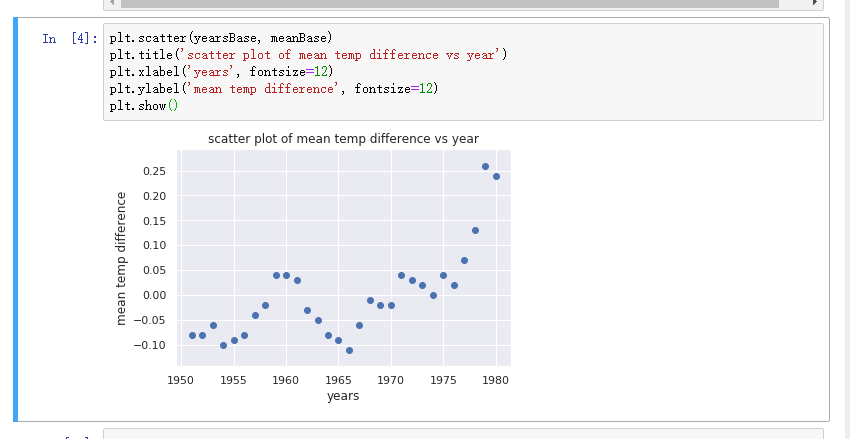 In [4]: plt.scatter(yearsBase, meanBase)
plt.title('scatter plot of mean temp difference vs year')
plt.xlabel('years', fontsize=12)
plt.ylabel('mean temp difference', fontsize=12)
plt.show()
scatter plot of mean temp difference vs year
mean temp difference
0.25
0.20
0.15
0.10
0.05
0.00
−0.05
−0.10
1950 1955 1960 1965 1970 1975 1980
years